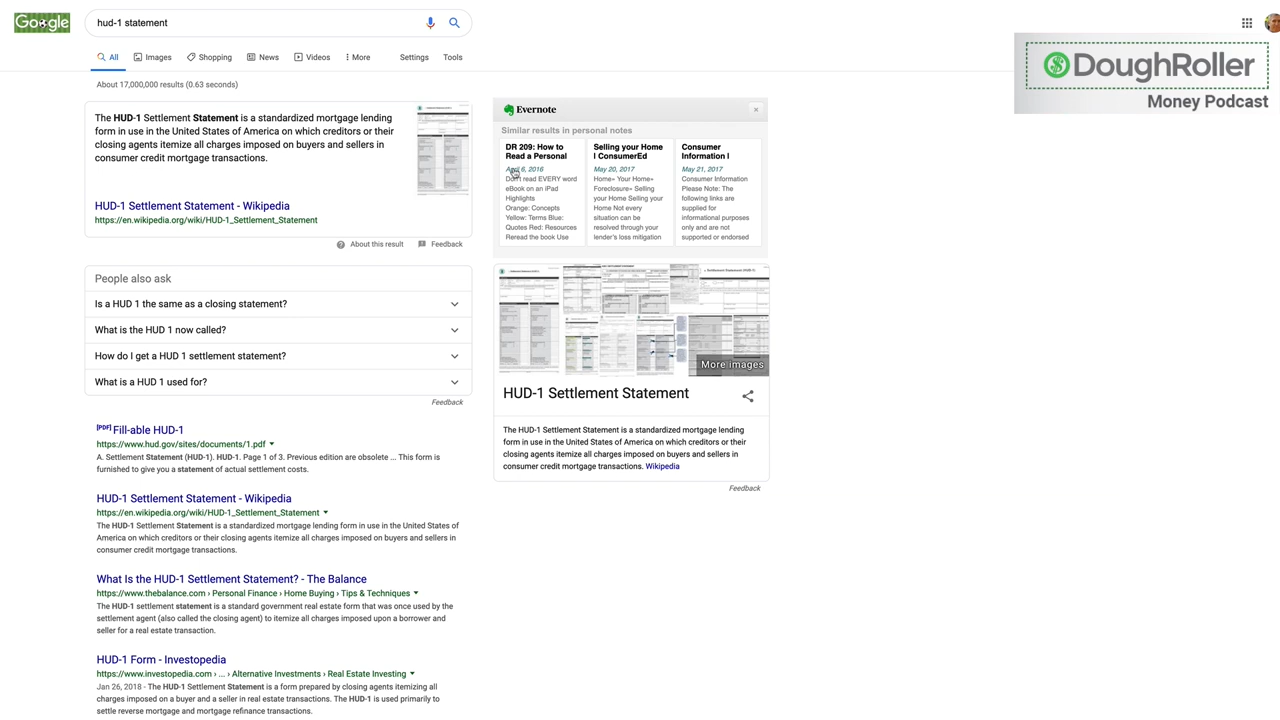 Google
hud-1 statement
All
Images
Shopping
News
Videos
More
Settings
Tools
About 17,000,000 results (0.63 seconds)
The HUD-1 Settlement Statement is a standardized mortgage lending
form in use in the United States of America on which creditors or their
closing agents itemize all charges imposed on buyers and sellers in
consumer credit mortgage transactions.
HUD-1 Settlement Statement - Wikipedia
https://en.wikipedia.org/wiki/HUD-1_Settlement_Statement
About this result
Feedback
People also ask
Is a HUD 1 the same as a closing statement?
What is the HUD 1 now called?
How do I get a HUD 1 settlement statement?
What is a HUD 1 used for?
Feedback
[PDF] Fill-able HUD-1
https://www.hud.gov/sites/documents/1.pdf
A. Settlement Statement (HUD-1). HUD-1. Page 1 of 3. Previous edition are obsolete ... This form is
furnished to give you a statement of actual settlement costs.
HUD-1 Settlement Statement - Wikipedia
https://en.wikipedia.org/wiki/HUD-1_Settlement_Statement
The HUD-1 Settlement Statement is a standardized mortgage lending form in use in the United States of
America on which creditors or their closing agents itemize all charges imposed on buyers and sellers in
consumer credit mortgage transactions.
What Is the HUD-1 Settlement Statement? - The Balance
https://www.thebalance.com › Personal Finance › Home Buying › Tips & Techniques
The HUD-1 settlement statement is a standard government real estate form that was once used by the
settlement agent (also called the closing agent) to itemize all charges imposed upon a borrower and
seller for a real estate transaction.
HUD-1 Form - Investopedia
https://www.investopedia.com › ... › Alternative Investments › Real Estate Investing
Jan 26, 2018 - The HUD-1 Settlement Statement is a form prepared by closing agents itemizing all
charges imposed on a buyer and a seller in real estate transactions. The HUD-1 is used primarily to
settle reverse mortgage and mortgage refinance transactions.
Evernote
Similar results in personal notes
DR 209: How to
Read a Personal
April 6, 2016
Don't read EVERY word
eBook on an iPad
Highlights
Orange: Concepts
Yellow: Terms Blue:
Quotes Red: Resources
Reread the book Use
Selling your Home
| ConsumerEd
May 20, 2017
Home» Your Home»
Foreclosure» Selling
your Home Selling your
Home Not every
situation can be
resolved through your
lender's loss mitigation
Consumer
Information |
May 21, 2017
Consumer Information
Please Note: The
following links are
supplied for
informational purposes
only and are not
supported or endorsed
More images
HUD-1 Settlement Statement
The HUD-1 Settlement Statement is a standardized mortgage lending
form in use in the United States of America on which creditors or their
closing agents itemize all charges imposed on buyers and sellers in
consumer credit mortgage transactions. Wikipedia
Feedback
DoughRoller
Money Podcast